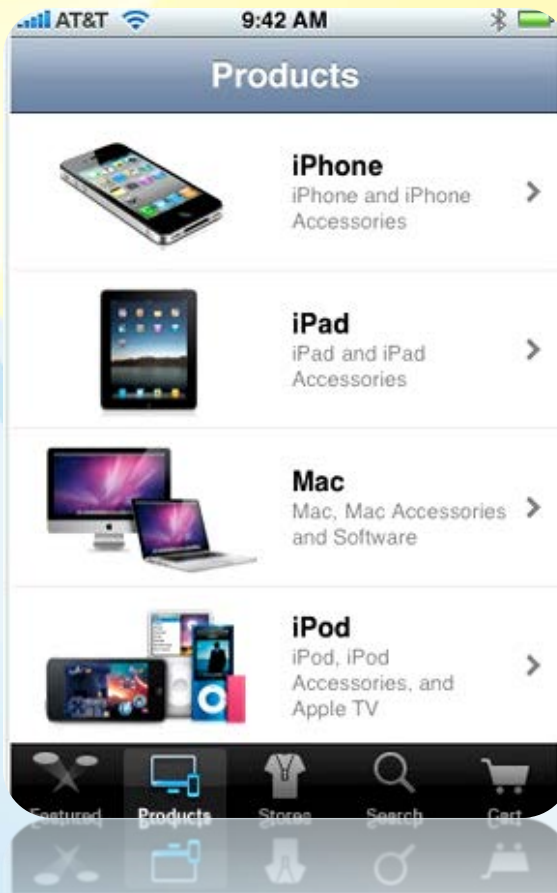 AT&T 9:42 AM
Products
iPhone
iPhone and iPhone
Accessories
iPad
iPad and iPad
Accessories
Mac
Mac, Mac Accessories
and Software
iPod
iPod, iPod
Accessories, and
Apple TV
Featured Products Stores Search Cart